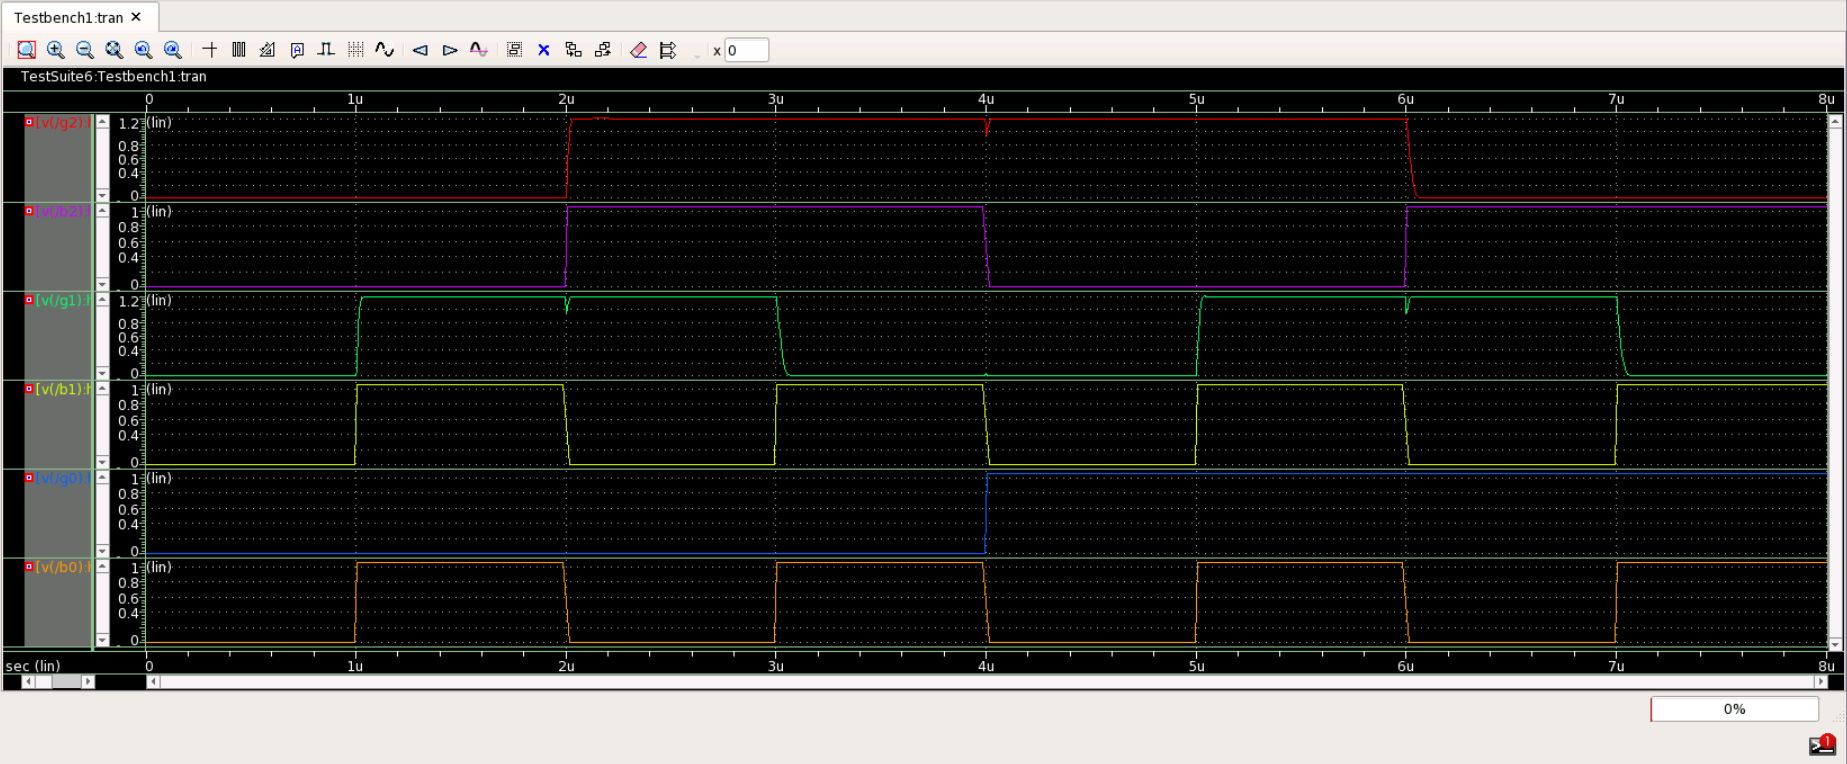 Testbench1:tran
x 0
TestSuite6:Testbench1:tran
0 1u 2u 3u 4u 5u 6u 7u 8u
[v(/g2):
1.2 (lin)
0.8
0.6
0.4
0
[v(/b2):
1 (lin)
0.8
0.6
0.4
0
[v(/g1):
1.2 (lin)
0.8
0.6
0.4
0
[v(/b1):
1 (lin)
0.8
0.6
0.4
0
[v(/g0):
1 (lin)
0.8
0.6
0.4
0
[v(/b0):
1 (lin)
0.8
0.6
0.4
0
sec (lin) 0 1u 2u 3u 4u 5u 6u 7u 8u
0%
1